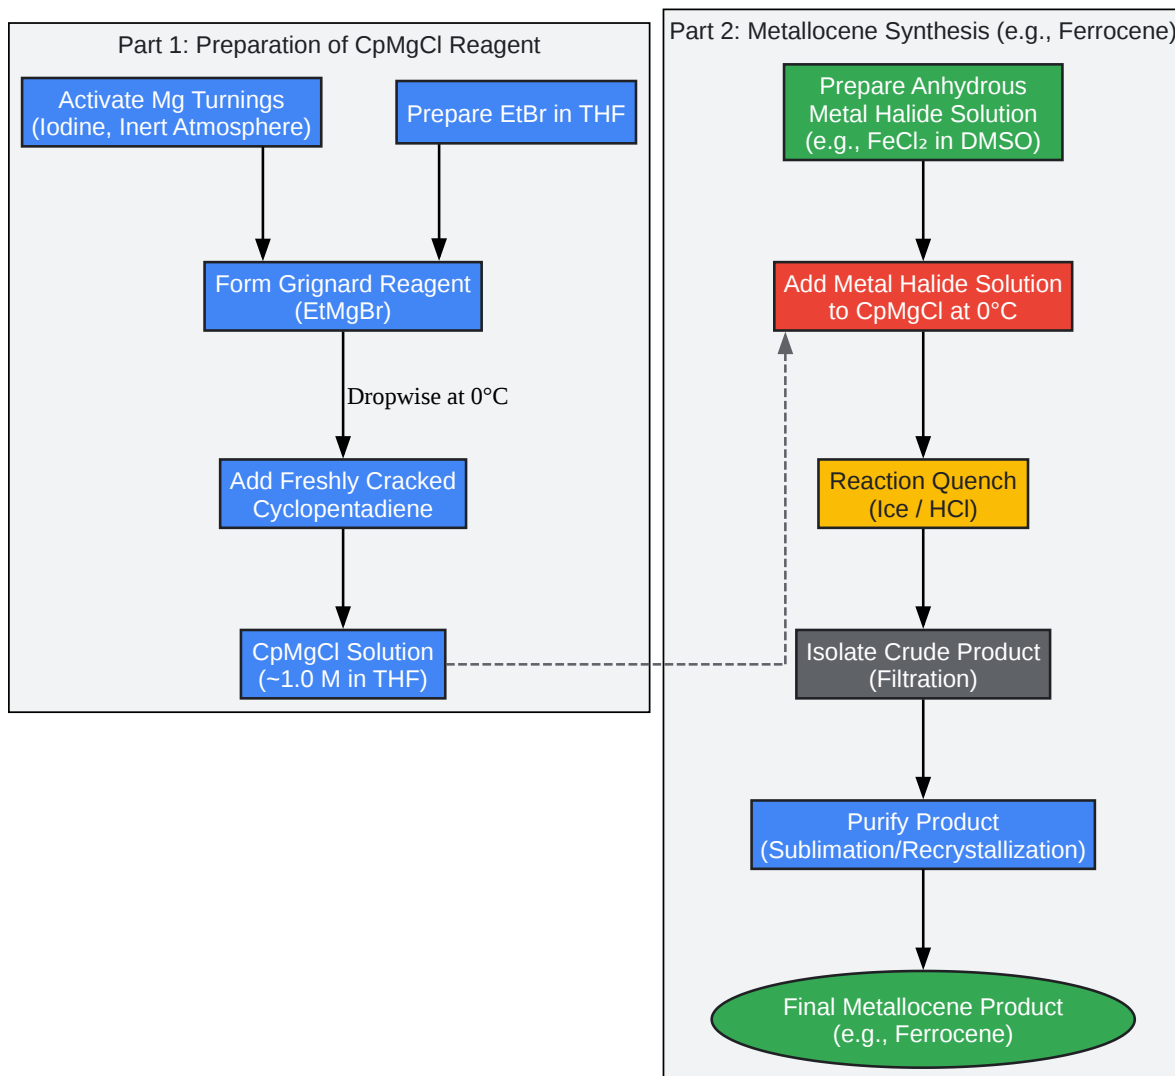 Part 1: Preparation of CpMgCl Reagent
Activate Mg Turnings
(Iodine, Inert Atmosphere)
Prepare EtBr in THF
Form Grignard Reagent
(EtMgBr)
Dropwise at 0°C
Add Freshly Cracked
Cyclopentadiene
CpMgCl Solution
(~1.0 M in THF)
Part 2: Metallocene Synthesis (e.g., Ferrocene)
Prepare Anhydrous
Metal Halide Solution
(e.g., FeCl₂ in DMSO)
Add Metal Halide Solution
to CpMgCl at 0°C
Reaction Quench
(Ice / HCl)
Isolate Crude Product
(Filtration)
Purify Product
(Sublimation/Recrystallization)
Final Metallocene Product
(e.g., Ferrocene)